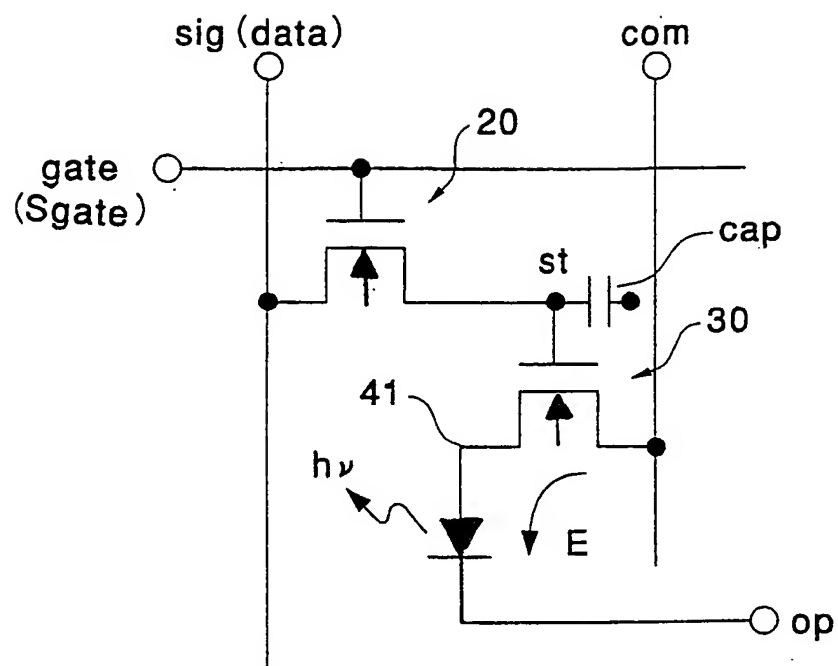 sig (data)
com
20
gate
(Sgate)
cap
st
30
41
hν
E
op